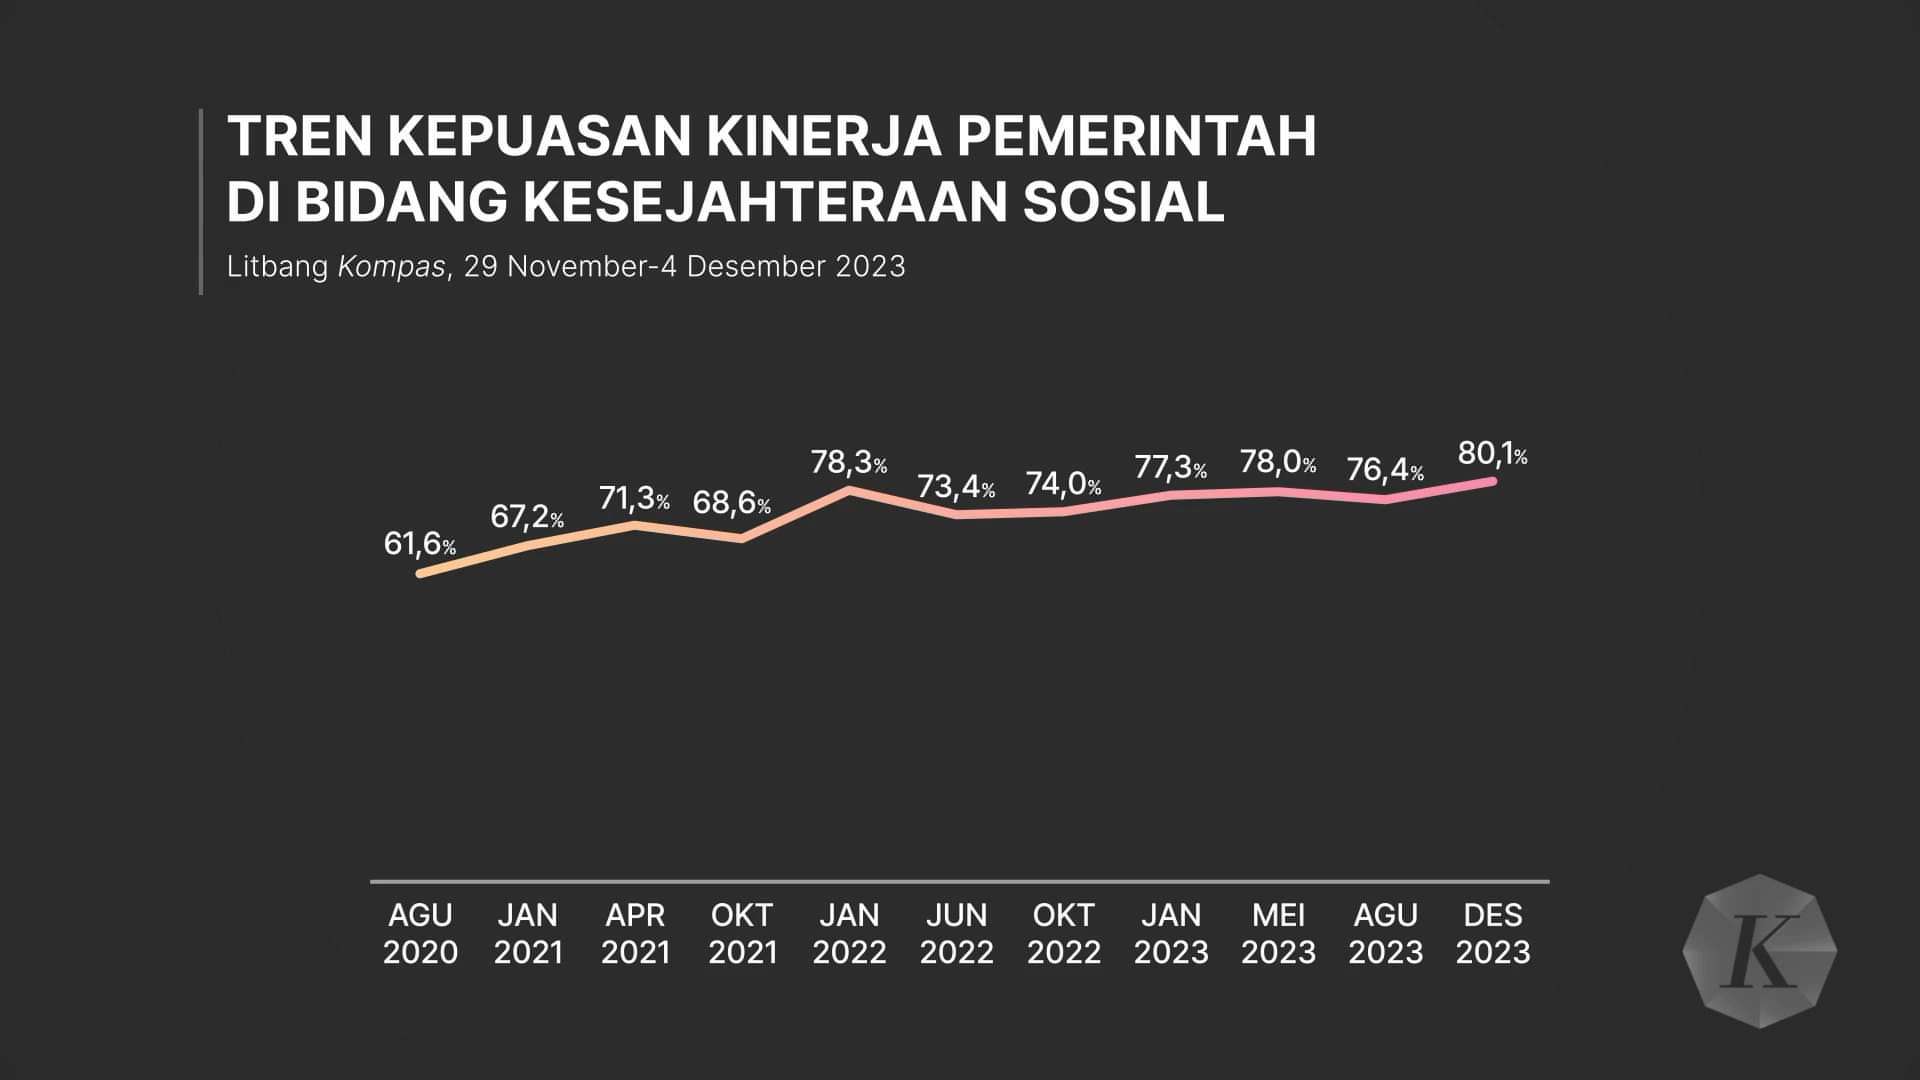 TREN KEPUASAN KINERJA PEMERINTAH
DI BIDANG KESEJAHTERAAN SOSIAL
Litbang Kompas, 29 November-4 Desember 2023
61,6%
67,2%
71,3%
68,6%
78,3%
73,4%
74,0%
77,3%
78,0%
76,4%
80,1%
AGU
2020
JAN
2021
APR
2021
OKT
2021
JAN
2022
JUN
2022
OKT
2022
JAN
2023
MEI
2023
AGU
2023
DES
2023
K